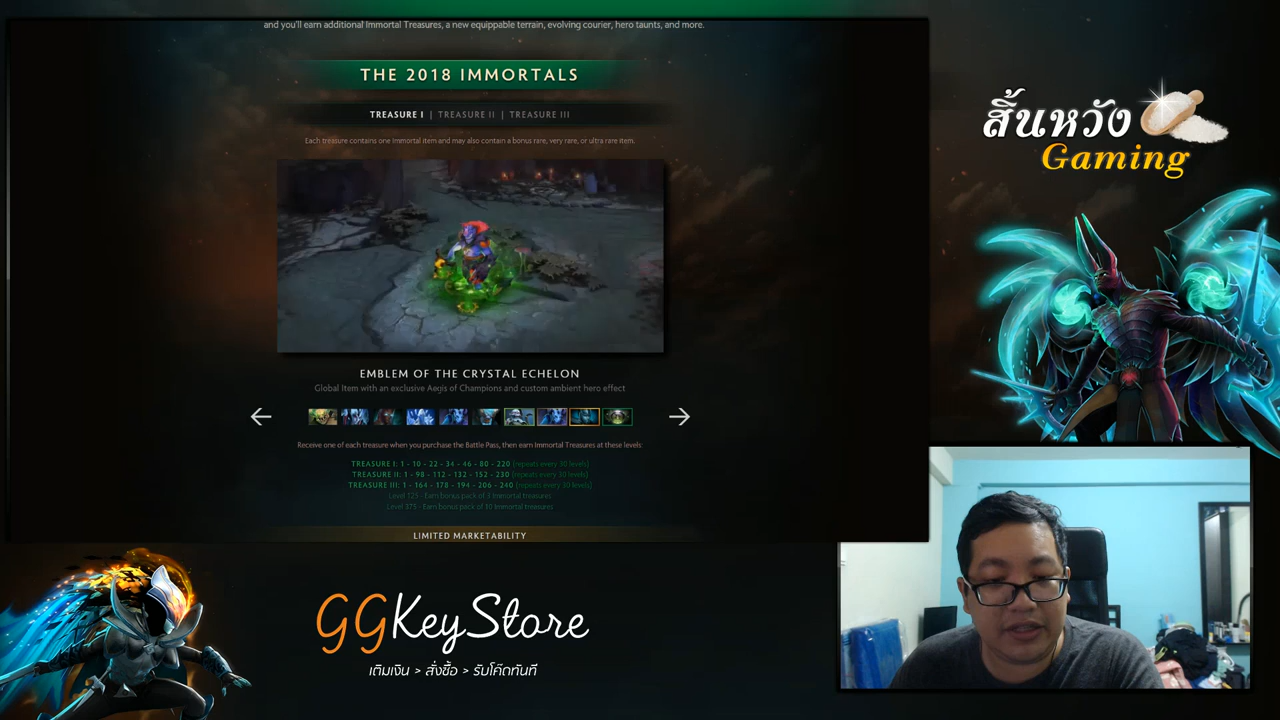 and you'll earn additional Immortal Treasures, a new equippable terrain, evolving courier, hero taunts, and more.
THE 2018 IMMORTALS
TREASURE I | TREASURE II | TREASURE III
Each treasure contains one Immortal item and may also contain a bonus rare, very rare, or ultra rare item.
EMBLEM OF THE CRYSTAL ECHELON
Global Item with an exclusive Aegis of Champions and custom ambient hero effect
Receive one of each treasure when you purchase the Battle Pass, then earn Immortal Treasures at these levels:
TREASURE I: 1 - 10 - 22 - 34 - 46 - 80 - 220 (repeats every 30 levels)
TREASURE II: 1 - 98 - 112 - 132 - 152 - 230 (repeats every 30 levels)
TREASURE III: 1 - 164 - 178 - 194 - 206 - 240 (repeats every 30 levels)
Level 125 - Earn bonus pack of 3 Immortal treasures
Level 375 - Earn bonus pack of 10 Immortal treasures
LIMITED MARKETABILITY
สิ้นหวัง
Gaming
GGKeyStore
เติมเงิน > สั่งซื้อ > รับโค๊ดทันที